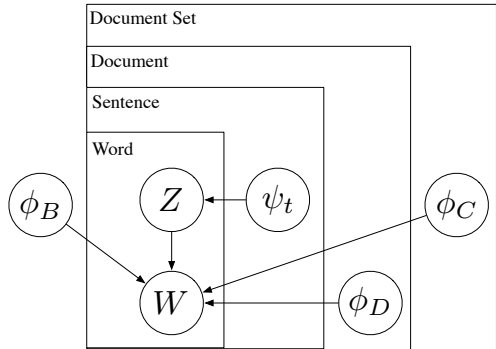 Document Set
Document
Sentence
Word
ϕ_B
Z
ψ_t
ϕ_C
W
ϕ_D